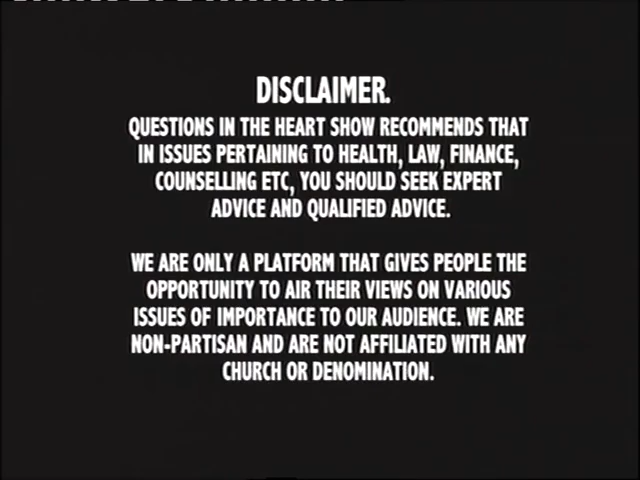 DISCLAIMER.
QUESTIONS IN THE HEART SHOW RECOMMENDS THAT
IN ISSUES PERTAINING TO HEALTH, LAW, FINANCE,
COUNSELLING ETC, YOU SHOULD SEEK EXPERT
ADVICE AND QUALIFIED ADVICE.
WE ARE ONLY A PLATFORM THAT GIVES PEOPLE THE
OPPORTUNITY TO AIR THEIR VIEWS ON VARIOUS
ISSUES OF IMPORTANCE TO OUR AUDIENCE. WE ARE
NON-PARTISAN AND ARE NOT AFFILIATED WITH ANY
CHURCH OR DENOMINATION.